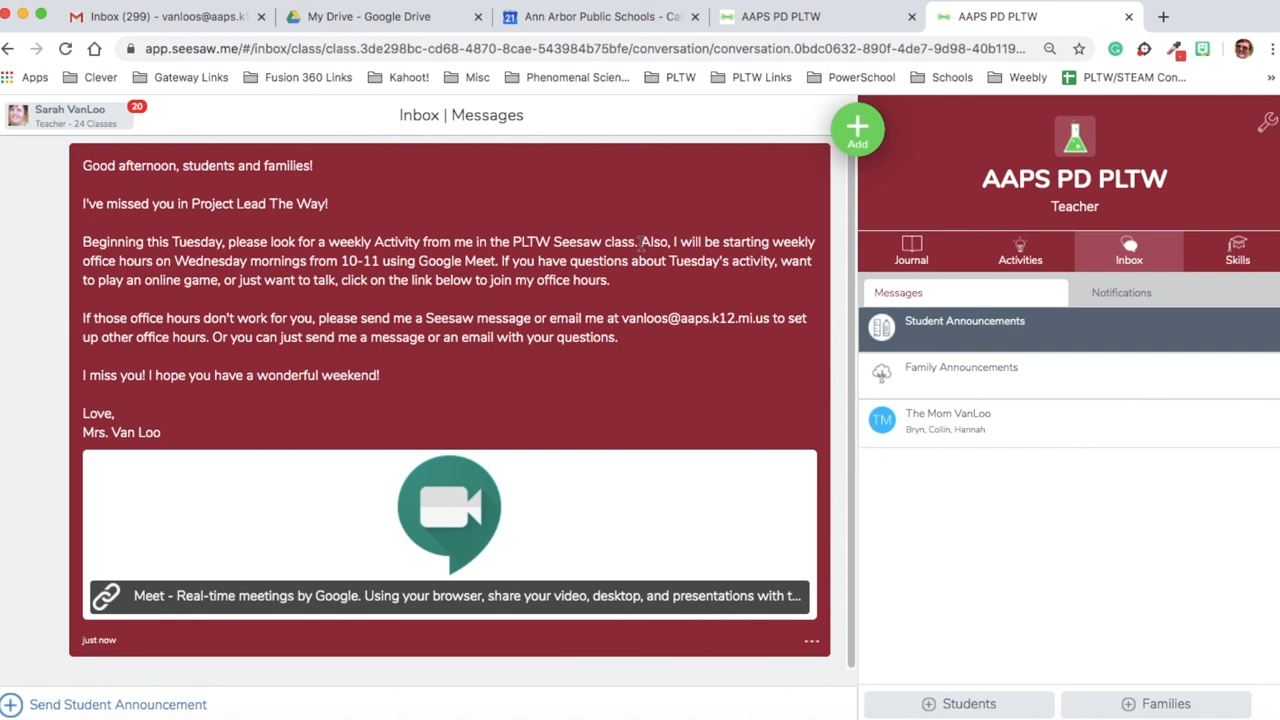 Inbox (299) - vanloos@aaps.k
My Drive - Google Drive
Ann Arbor Public Schools - Ca
AAPS PD PLTW
AAPS PD PLTW
app.seesaw.me/#/inbox/class/class.3de298bc-cd68-4870-8cae-543984b75bfe/conversation/conversation.0bdc0632-890f-4de7-9d98-40b119...
Apps
Clever
Gateway Links
Fusion 360 Links
Kahoot!
Misc
Phenomenal Scien...
PLTW
PLTW Links
PowerSchool
Schools
Weebly
PLTW/STEAM Con...
Sarah VanLoo
Teacher - 24 Classes
20
Inbox | Messages
Add
Good afternoon, students and families!
I've missed you in Project Lead The Way!
Beginning this Tuesday, please look for a weekly Activity from me in the PLTW Seesaw class. Also, I will be starting weekly
office hours on Wednesday mornings from 10-11 using Google Meet. If you have questions about Tuesday's activity, want
to play an online game, or just want to talk, click on the link below to join my office hours.
If those office hours don't work for you, please send me a Seesaw message or email me at vanloos@aaps.k12.mi.us to set
up other office hours. Or you can just send me a message or an email with your questions.
I miss you! I hope you have a wonderful weekend!
Love,
Mrs. Van Loo
Meet - Real-time meetings by Google. Using your browser, share your video, desktop, and presentations with t...
just now
Send Student Announcement
AAPS PD PLTW
Teacher
Journal
Activities
Inbox
Skills
Messages
Notifications
Student Announcements
Family Announcements
TM
The Mom VanLoo
Bryn, Collin, Hannah
Students
Families